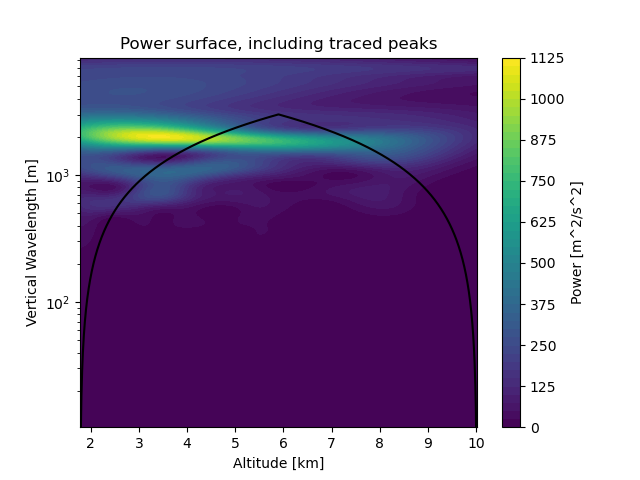 Power surface, including traced peaks
Vertical Wavelength [m]
10^3
10^2
2 3 4 5 6 7 8 9 10
Altitude [km]
1125
1000
875
750
625
500
375
250
125
0
Power [m^2/s^2]